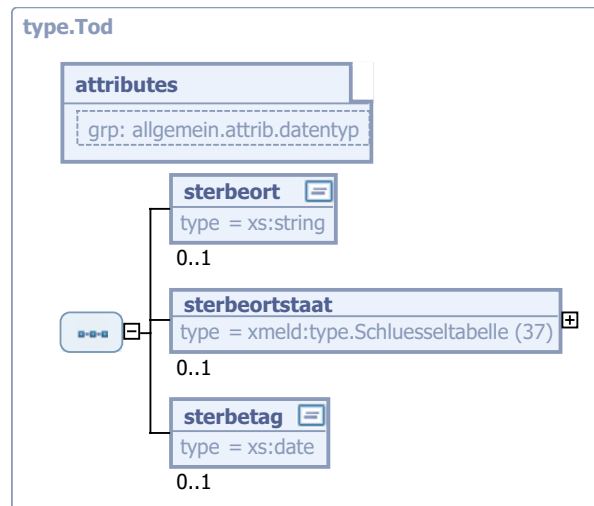 type.Tod
attributes
grp: allgemein.attrib.datentyp
sterbeort
type = xs:string
0..1
sterbeortstaat
type = xmeld:type.Schluesseltabelle (37)
0..1
sterbetag
type = xs:date
0..1